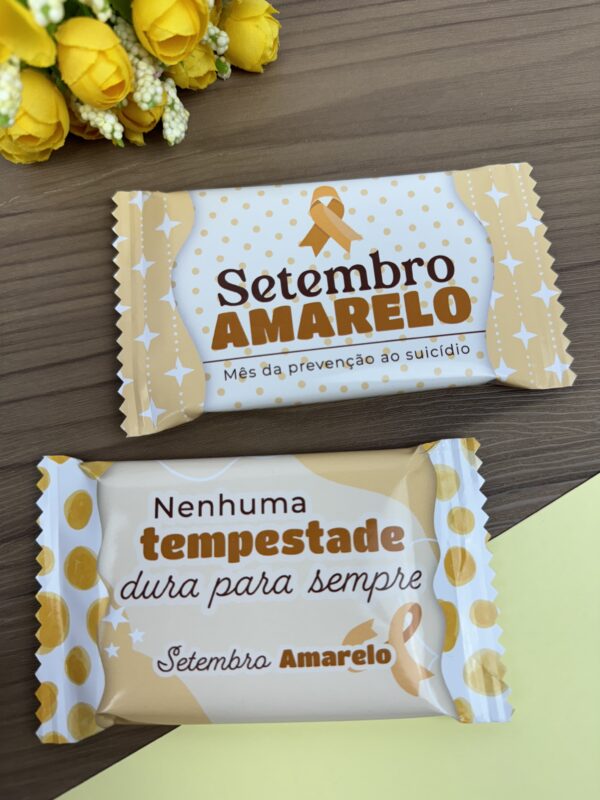 Setembro
AMARELO
Mês da prevenção ao suicídio
Nenhuma
tempestade
dura para sempre
Setembro Amarelo